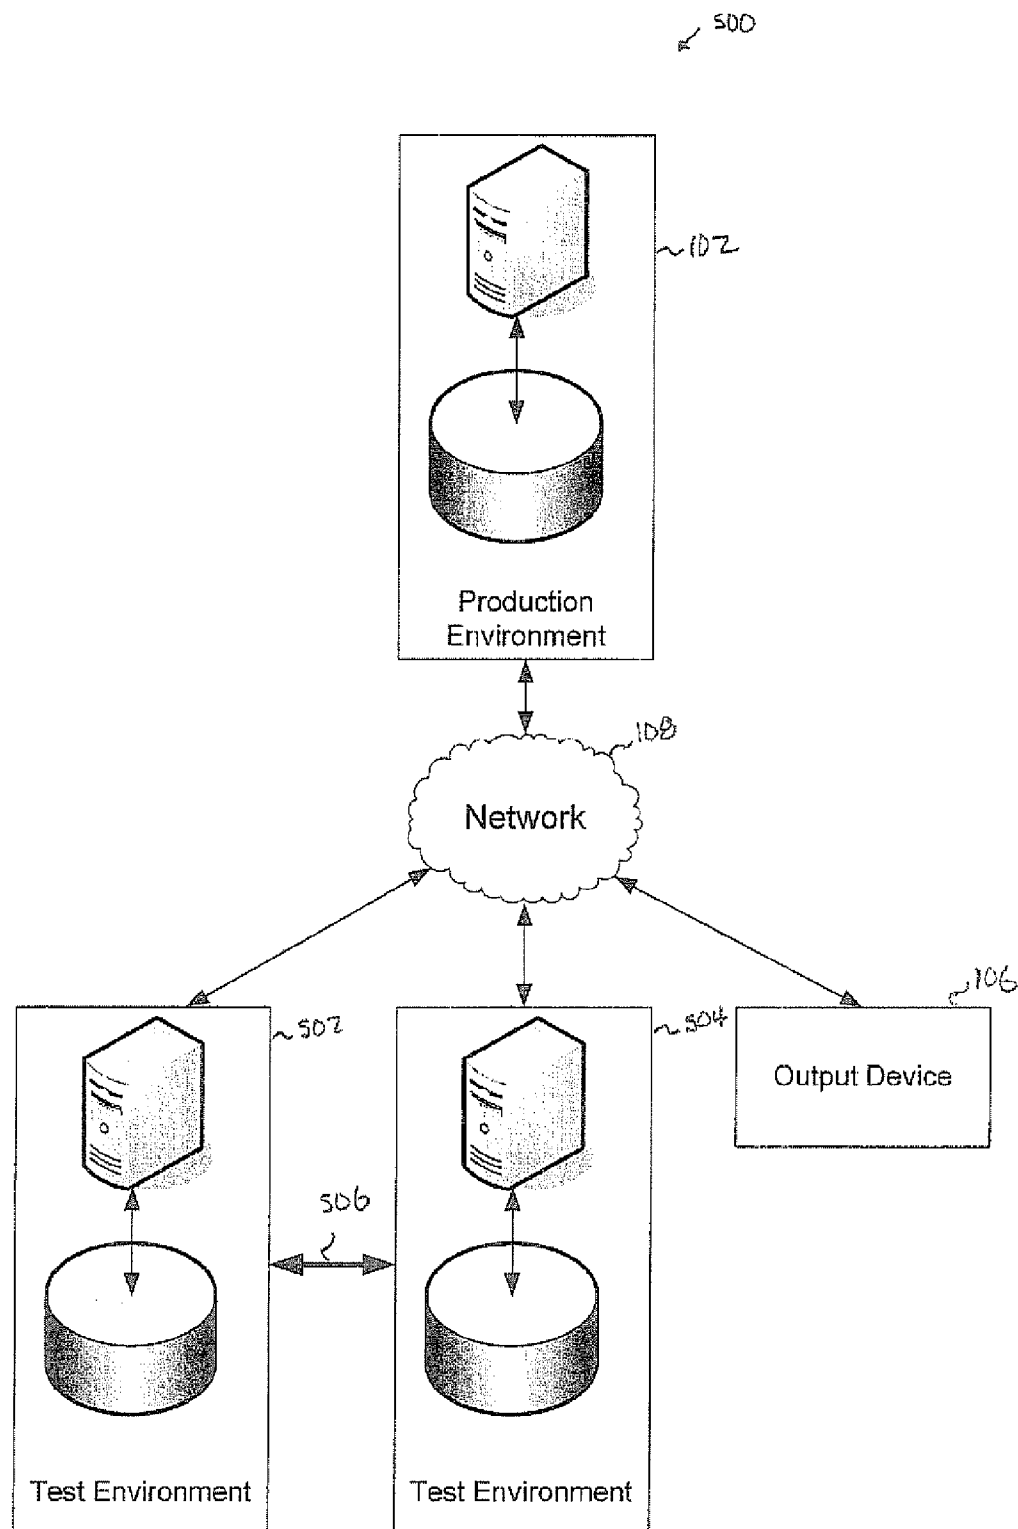 500
102
Production
Environment
108
Network
106
502
504
Output Device
506
Test Environment
Test Environment